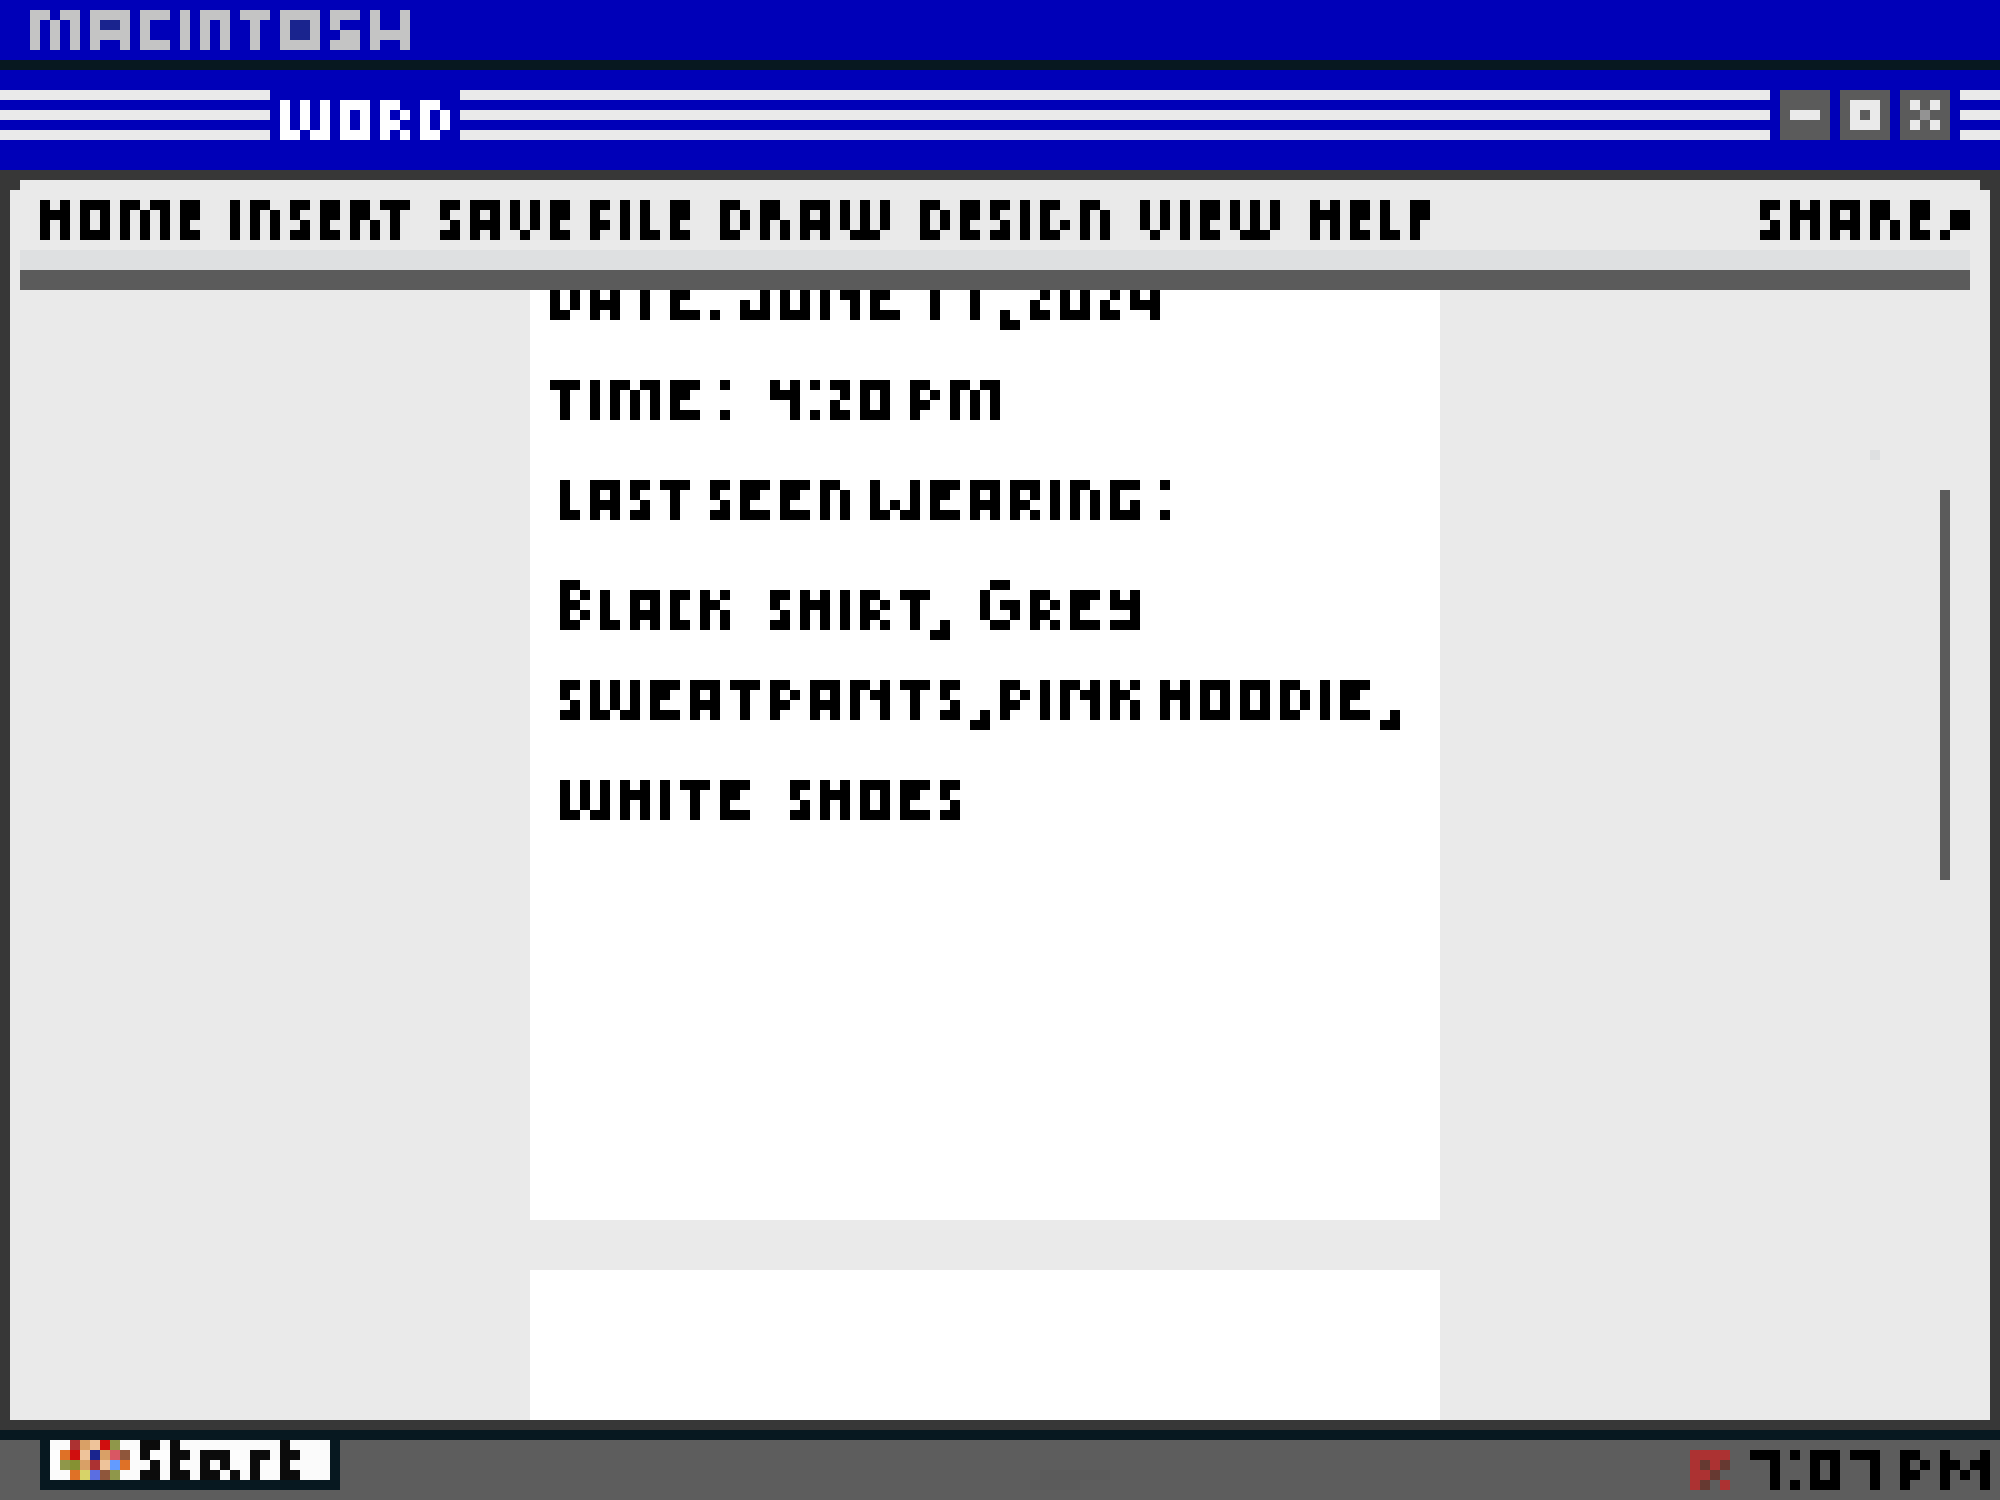 MACINTOSH
WORD
HOME INSERT SAVE FILE DRAW DESIGN VIEW HELP SHARE
DATE: JUNE 11, 2024
TIME: 4:20 PM
LAST SEEN WEARING:
BLACK SHIRT, GREY
SWEATPANTS, PINK HOODIE,
WHITE SHOES
Start
7:07 PM